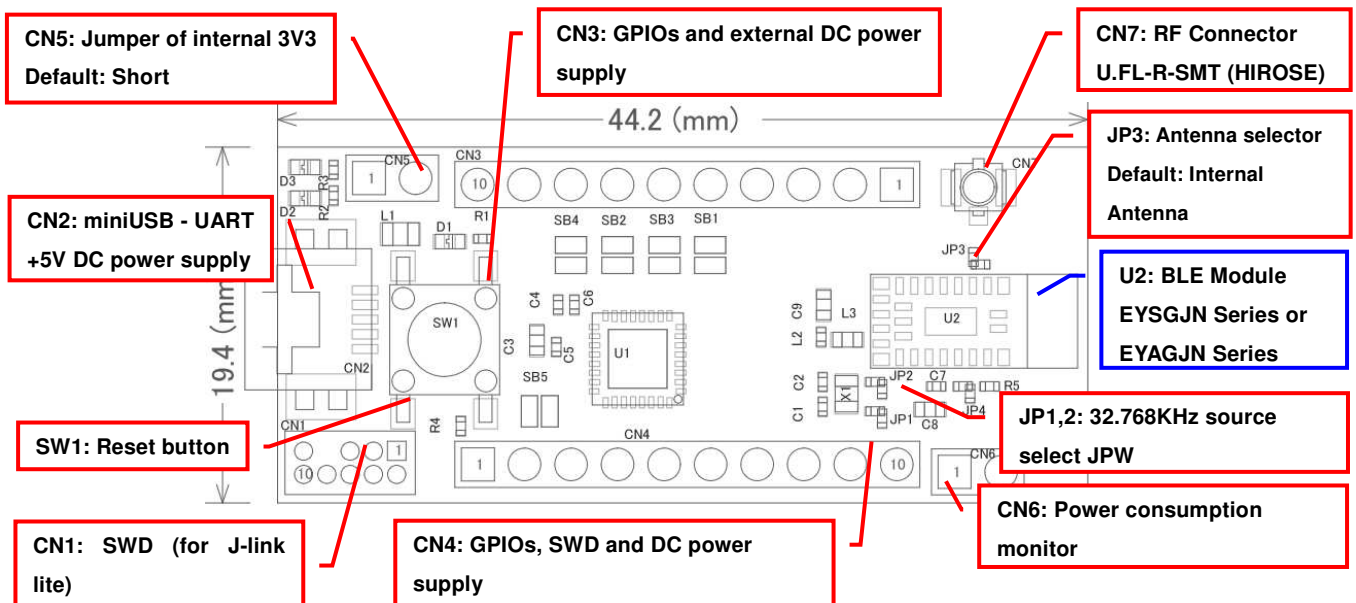 CN5: Jumper of internal 3V3
Default: Short
CN3: GPIOs and external DC power
supply
CN7: RF Connector
U.FL-R-SMT (HIROSE)
44.2 (mm)
JP3: Antenna selector
Default: Internal
Antenna
CN2: miniUSB - UART
+5V DC power supply
U2: BLE Module
EYSGJN Series or
EYAGJN Series
19.4 (mm)
SW1: Reset button
JP1,2: 32.768KHz source
select JPW
CN6: Power consumption
monitor
CN1: SWD (for J-link
lite)
CN4: GPIOs, SWD and DC power
supply
D3
R3
D2
R2
CN5
1
CN3
10
1
CN7
L1
D1
R1
SB4
SB2
SB3
SB1
JP3
SW1
CN2
C4
C6
C3
C5
U1
SB5
C9
L3
L2
U2
C2
C1
X1
JP2
JP1
C7
C8
JP4
R5
CN1
1
10
R4
CN4
1
10
CN6
1